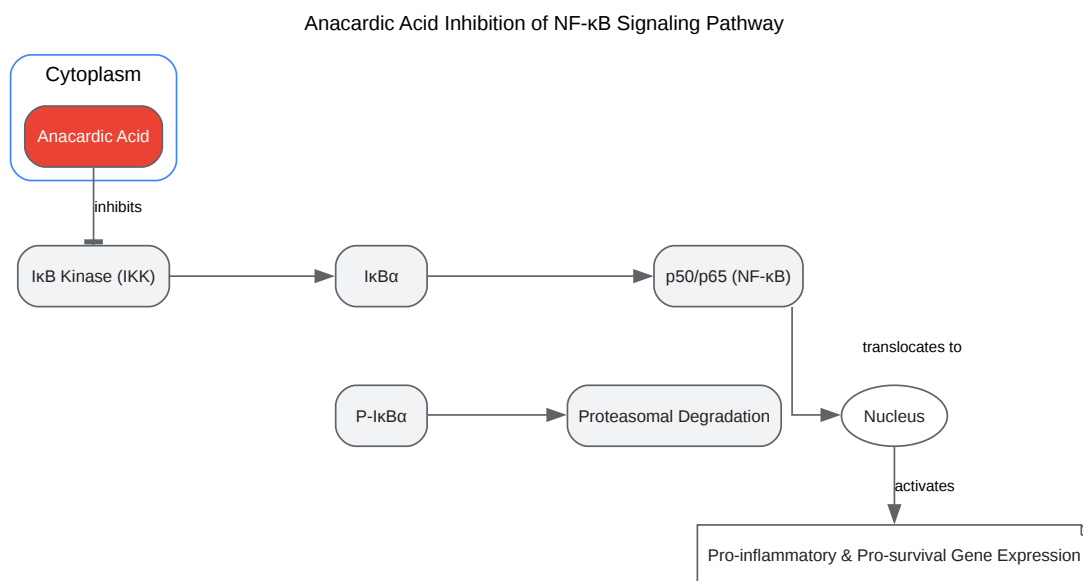 Anacardic Acid Inhibition of NF-κB Signaling Pathway
Cytoplasm
Anacardic Acid
inhibits
IκB Kinase (IKK)
IκBα
p50/p65 (NF-κB)
translocates to
P-IκBα
Proteasomal Degradation
Nucleus
activates
Pro-inflammatory & Pro-survival Gene Expression